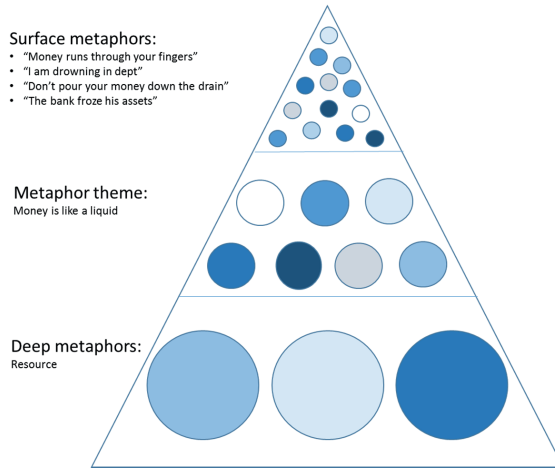 Surface metaphors:
• “Money runs through your fingers”
• “I am drowning in dept”
• “Don’t pour your money down the drain”
• “The bank froze his assets”
Metaphor theme:
Money is like a liquid
Deep metaphors:
Resource